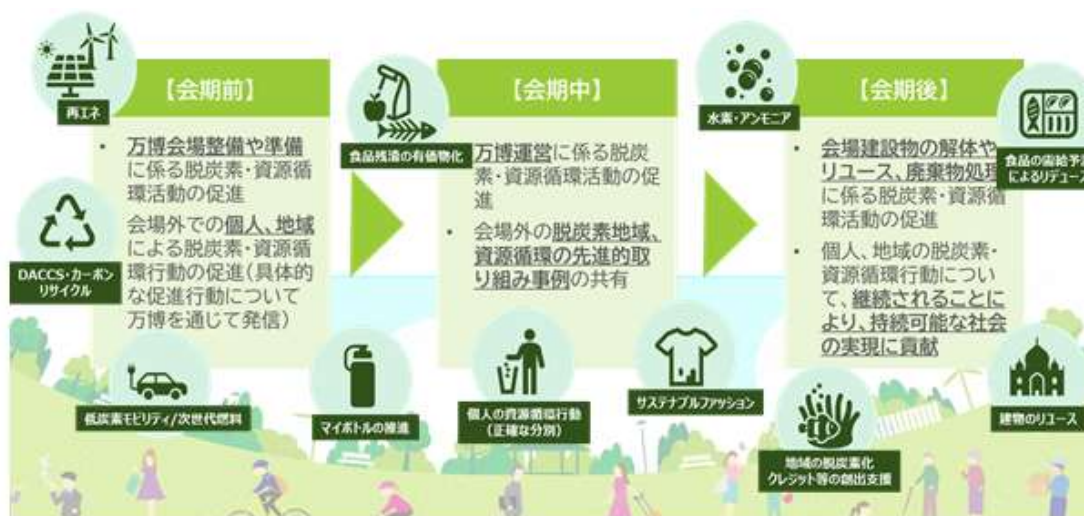 再エネ
【会期前】
・ 万博会場整備や準備
に係る脱炭素・資源循
環活動の促進
・ 会場外での個人、地域
による脱炭素・資源循
環行動の促進(具体的
な促進行動について
万博を通じて発信)
DACCS・カーボン
リサイクル
低炭素モビリティ/次世代燃料
食品残渣の有価物化
【会期中】
・ 万博運営に係る脱炭
素・資源循環活動の促
進
・ 会場外の脱炭素地域、
資源循環の先進的取
り組み事例の共有
マイボトルの推進
個人の資源循環行動
(正確な分別)
サステナブルファッション
水素・アンモニア
【会期後】
・ 会場建設物の解体や
リユース、廃棄物処理
に係る脱炭素・資源循
環活動の促進
・ 個人、地域の脱炭素・
資源循環行動につい
て、継続されることに
より、持続可能な社会
の実現に貢献
食品の需給予測
によるリデュース
地域の脱炭素化
クレジット等の創出支援
建物のリユース